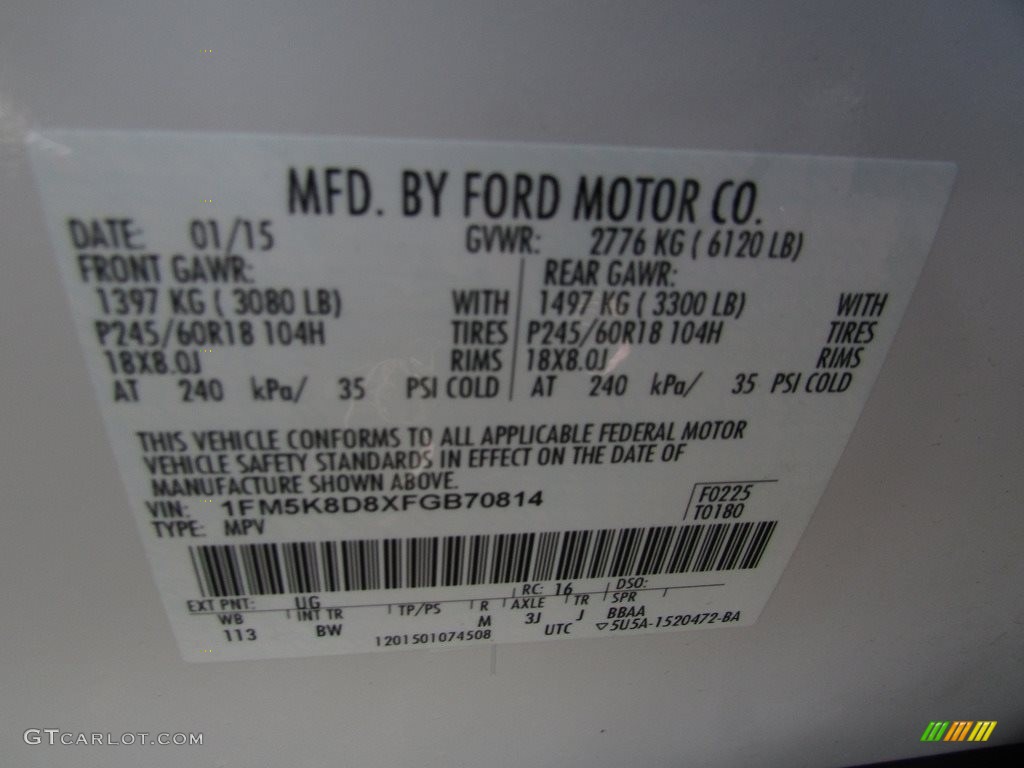 MFD. BY FORD MOTOR CO.
DATE: 01/15 GVWR: 2776 KG ( 6120 LB)
FRONT GAWR: REAR GAWR:
1397 KG ( 3080 LB) WITH 1497 KG ( 3300 LB) WITH
P245/60R18 104H TIRES P245/60R18 104H TIRES
18X8.0J RIMS 18X8.0J RIMS
AT 240 kPa/ 35 PSI COLD AT 240 kPa/ 35 PSI COLD
THIS VEHICLE CONFORMS TO ALL APPLICABLE FEDERAL MOTOR
VEHICLE SAFETY STANDARDS IN EFFECT ON THE DATE OF
MANUFACTURE SHOWN ABOVE.
VIN: 1FM5K8D8XFGB70814 F0225
TYPE: MPV T0180
EXT PNT: UG RC: 16 DSO:
WB INT TR TP/PS R AXLE TR SPR
113 BW M 3J J BBAA
1201501074508 UTC ▽5U5A-1520472-BA
GTCARLOT.COM